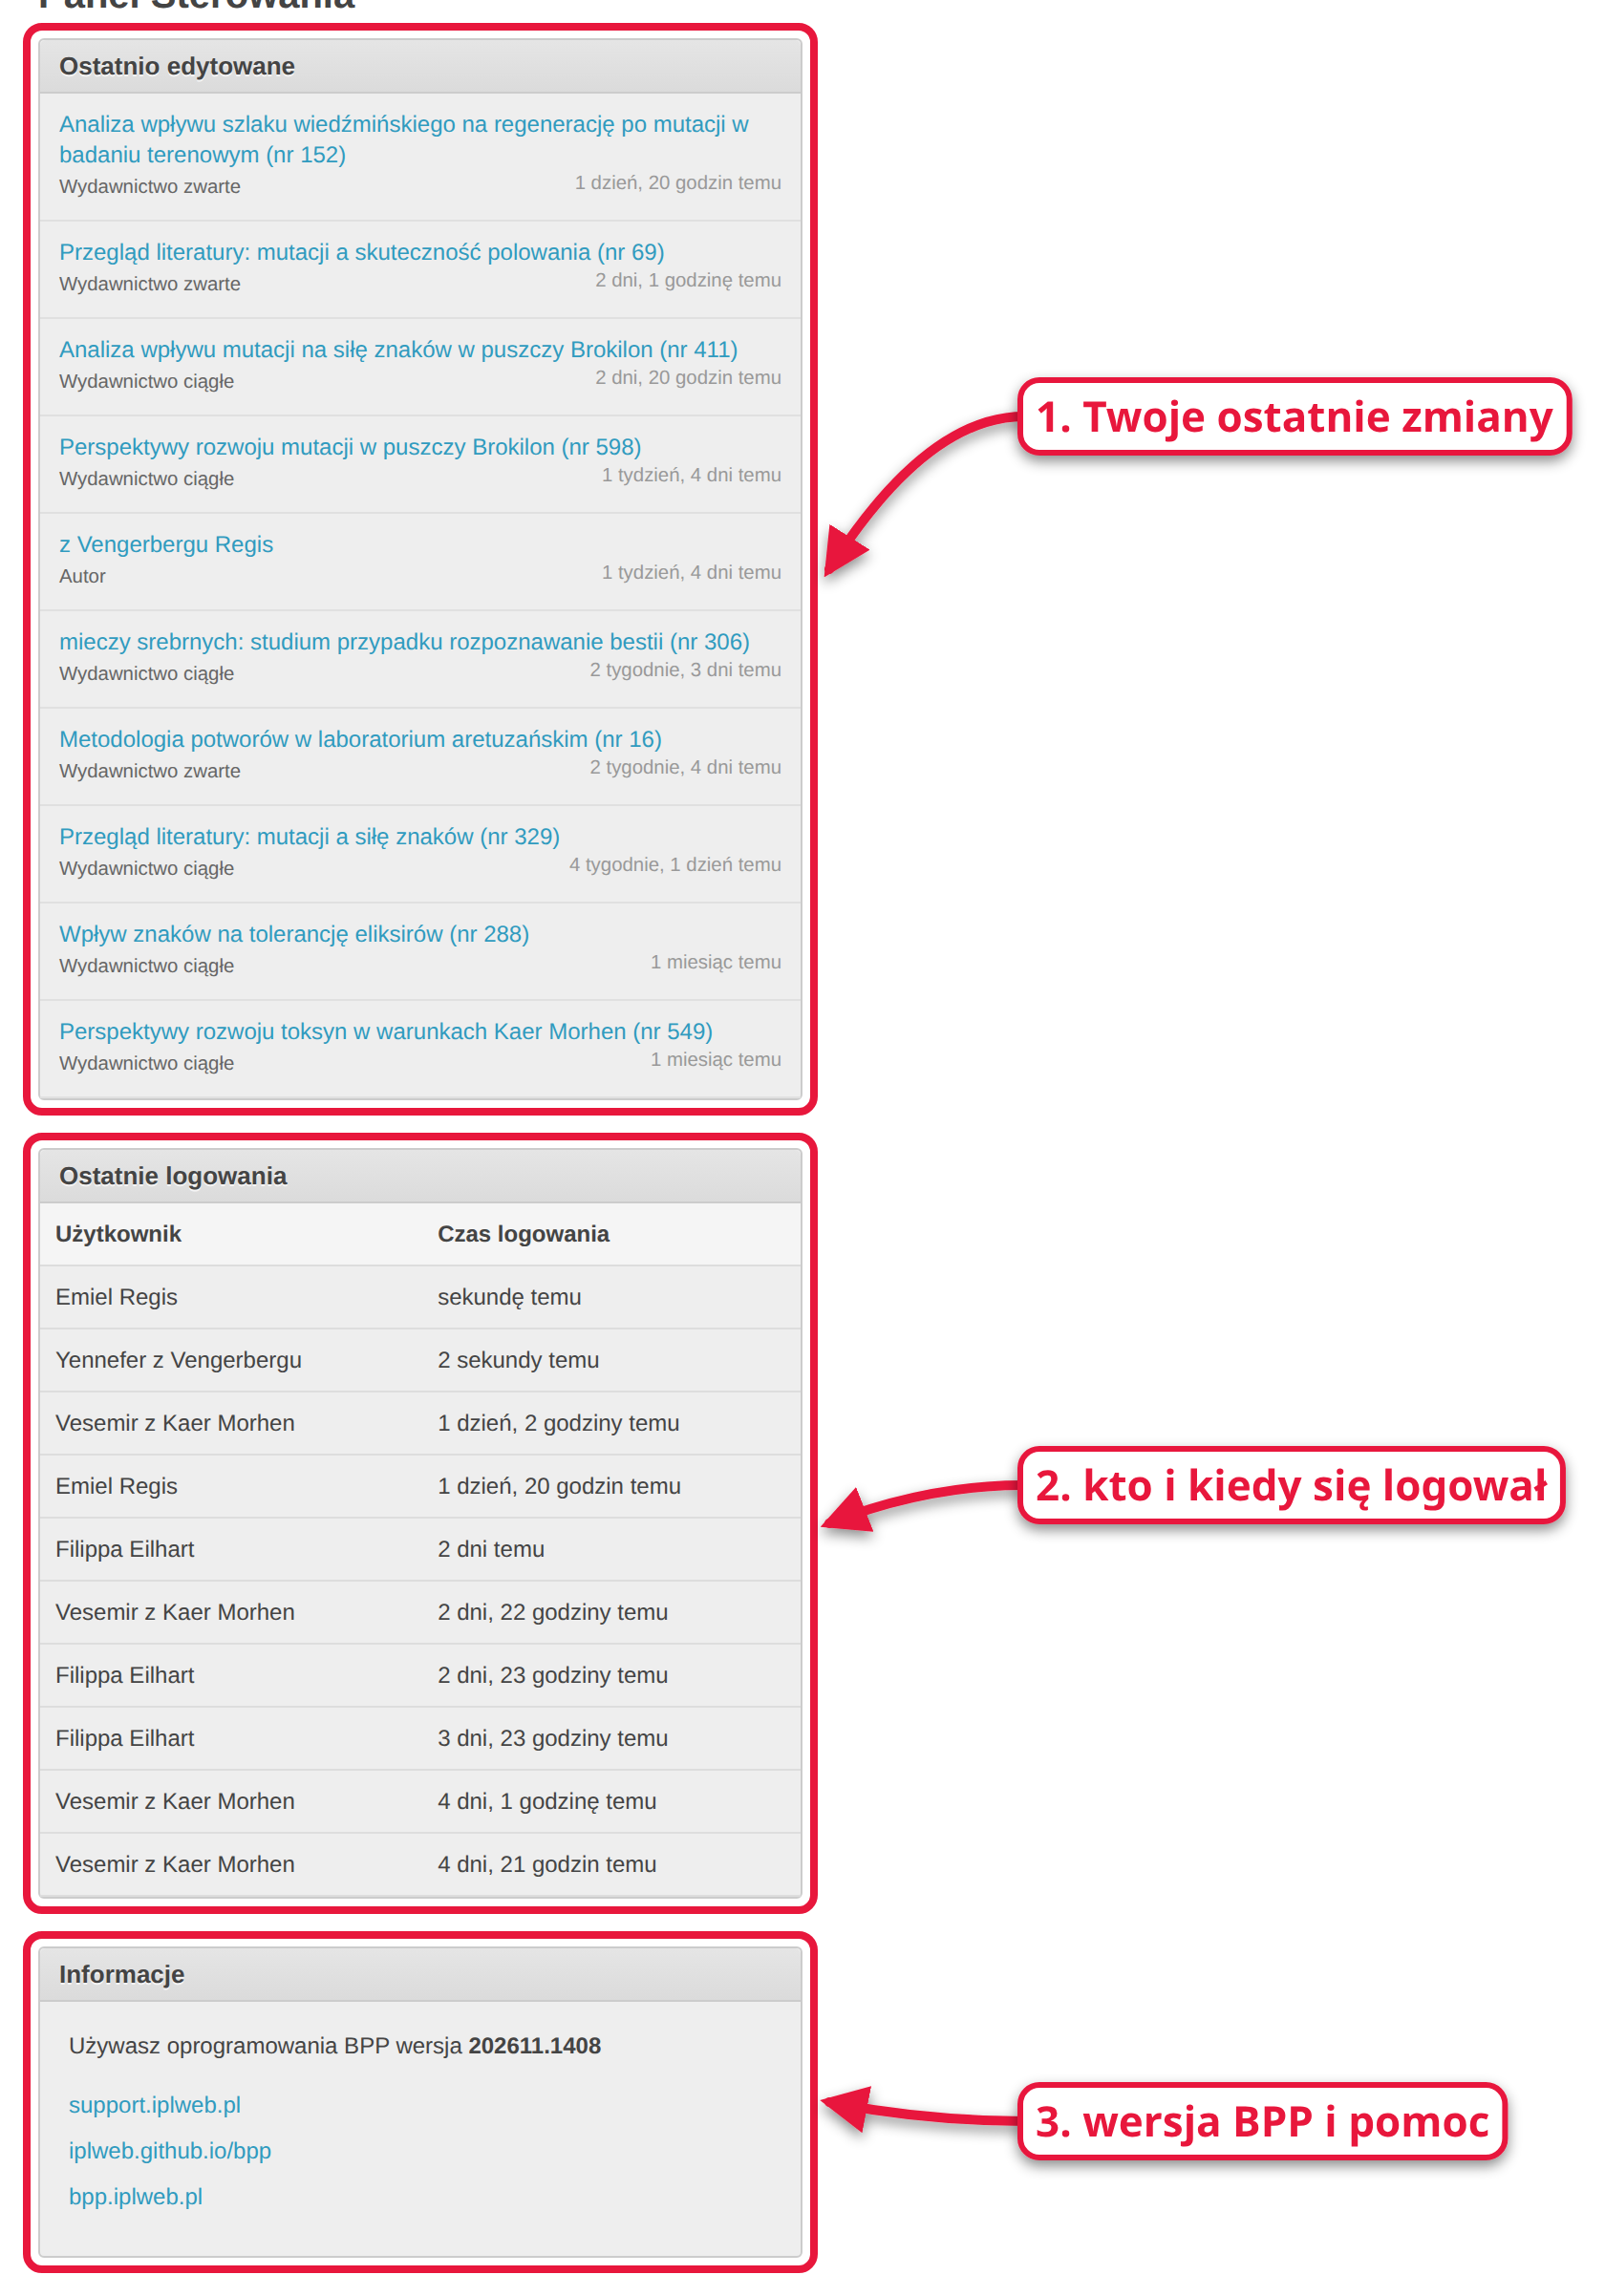 Panel Sterowania
Ostatnio edytowane
Analiza wpływu szlaku wiedźmińskiego na regenerację po mutacji w
badaniu terenowym (nr 152)
Wydawnictwo zwarte
1 dzień, 20 godzin temu
Przegląd literatury: mutacji a skuteczność polowania (nr 69)
Wydawnictwo zwarte
2 dni, 1 godzinę temu
Analiza wpływu mutacji na siłę znaków w puszczy Brokilon (nr 411)
Wydawnictwo ciągłe
2 dni, 20 godzin temu
1. Twoje ostatnie zmiany
Perspektywy rozwoju mutacji w puszczy Brokilon (nr 598)
Wydawnictwo ciągłe
1 tydzień, 4 dni temu
z Vengerbergu Regis
Autor
1 tydzień, 4 dni temu
mieczy srebrnych: studium przypadku rozpoznawanie bestii (nr 306)
Wydawnictwo ciągłe
2 tygodnie, 3 dni temu
Metodologia potworów w laboratorium aretuzańskim (nr 16)
Wydawnictwo zwarte
2 tygodnie, 4 dni temu
Przegląd literatury: mutacji a siłę znaków (nr 329)
Wydawnictwo ciągłe
4 tygodnie, 1 dzień temu
Wpływ znaków na tolerancję eliksirów (nr 288)
Wydawnictwo ciągłe
1 miesiąc temu
Perspektywy rozwoju toksyn w warunkach Kaer Morhen (nr 549)
Wydawnictwo ciągłe
1 miesiąc temu
Ostatnie logowania
Użytkownik Czas logowania
Emiel Regis sekundę temu
Yennefer z Vengerbergu 2 sekundy temu
Vesemir z Kaer Morhen 1 dzień, 2 godziny temu
Emiel Regis 1 dzień, 20 godzin temu
2. kto i kiedy się logował
Filippa Eilhart 2 dni temu
Vesemir z Kaer Morhen 2 dni, 22 godziny temu
Filippa Eilhart 2 dni, 23 godziny temu
Filippa Eilhart 3 dni, 23 godziny temu
Vesemir z Kaer Morhen 4 dni, 1 godzinę temu
Vesemir z Kaer Morhen 4 dni, 21 godzin temu
Informacje
Używasz oprogramowania BPP wersja 202611.1408
support.iplweb.pl
3. wersja BPP i pomoc
iplweb.github.io/bpp
bpp.iplweb.pl